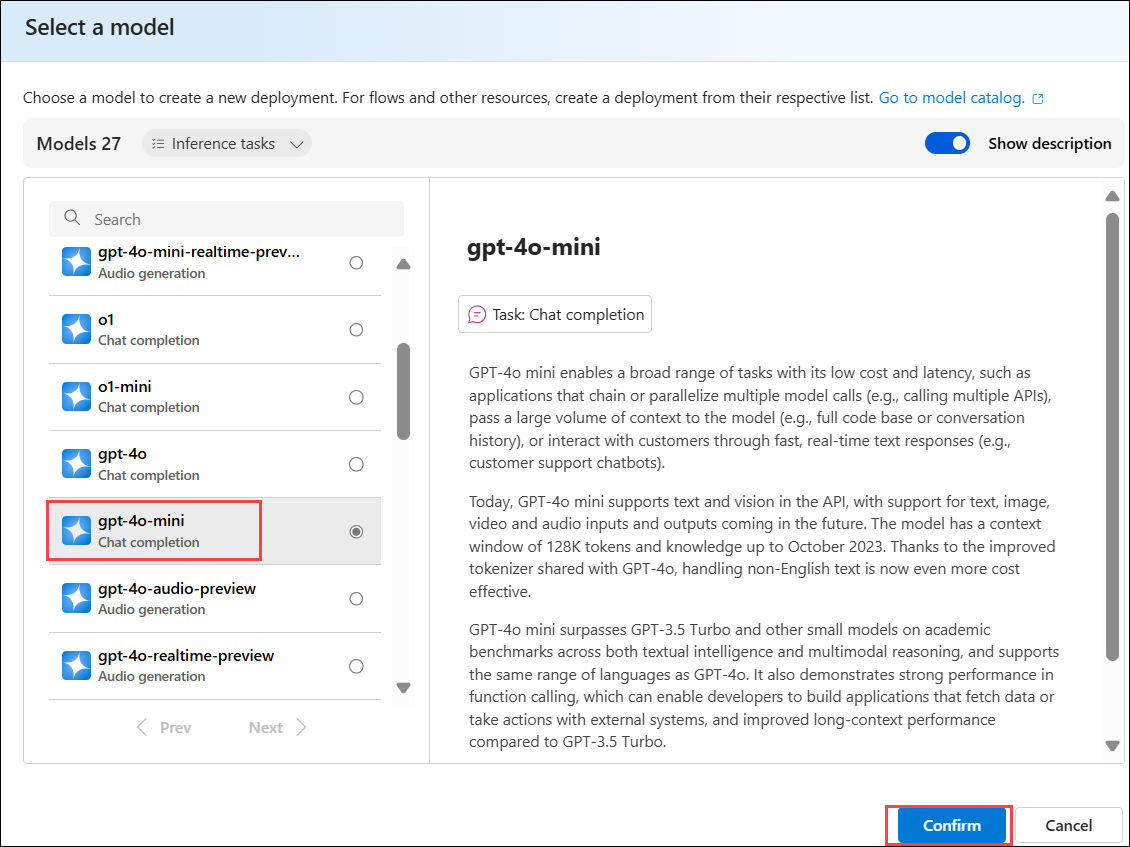 Select a model
Choose a model to create a new deployment. For flows and other resources, create a deployment from their respective list. Go to model catalog.
Models 27
Inference tasks
Show description
Search
gpt-4o-mini-realtime-prev...
Audio generation
o1
Chat completion
o1-mini
Chat completion
gpt-4o
Chat completion
gpt-4o-mini
Chat completion
gpt-4o-audio-preview
Audio generation
gpt-4o-realtime-preview
Audio generation
Prev
Next
gpt-4o-mini
Task: Chat completion
GPT-4o mini enables a broad range of tasks with its low cost and latency, such as
applications that chain or parallelize multiple model calls (e.g., calling multiple APIs),
pass a large volume of context to the model (e.g., full code base or conversation
history), or interact with customers through fast, real-time text responses (e.g.,
customer support chatbots).
Today, GPT-4o mini supports text and vision in the API, with support for text, image,
video and audio inputs and outputs coming in the future. The model has a context
window of 128K tokens and knowledge up to October 2023. Thanks to the improved
tokenizer shared with GPT-4o, handling non-English text is now even more cost
effective.
GPT-4o mini surpasses GPT-3.5 Turbo and other small models on academic
benchmarks across both textual intelligence and multimodal reasoning, and supports
the same range of languages as GPT-4o. It also demonstrates strong performance in
function calling, which can enable developers to build applications that fetch data or
take actions with external systems, and improved long-context performance
compared to GPT-3.5 Turbo.
Confirm
Cancel